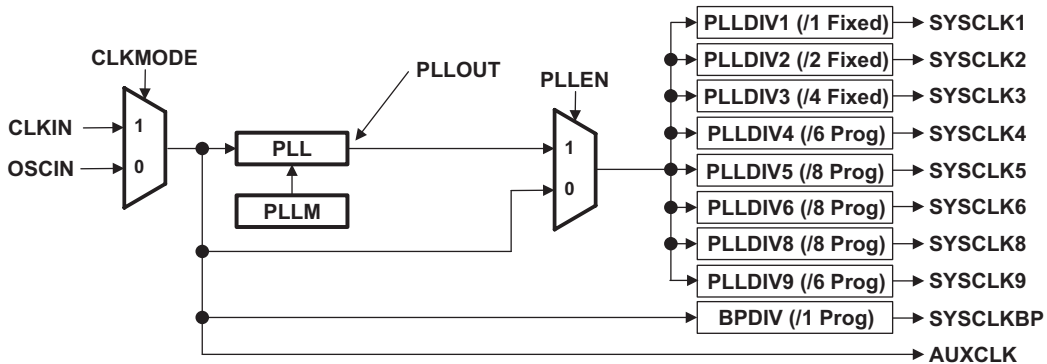 CLKMODE
CLKIN
OSCIN
1
0
PLL
PLLM
PLLOUT
PLLEN
1
0
PLLDIV1 (/1 Fixed) SYSCLK1
PLLDIV2 (/2 Fixed) SYSCLK2
PLLDIV3 (/4 Fixed) SYSCLK3
PLLDIV4 (/6 Prog) SYSCLK4
PLLDIV5 (/8 Prog) SYSCLK5
PLLDIV6 (/8 Prog) SYSCLK6
PLLDIV8 (/8 Prog) SYSCLK8
PLLDIV9 (/6 Prog) SYSCLK9
BPDIV (/1 Prog) SYSCLKBP
AUXCLK